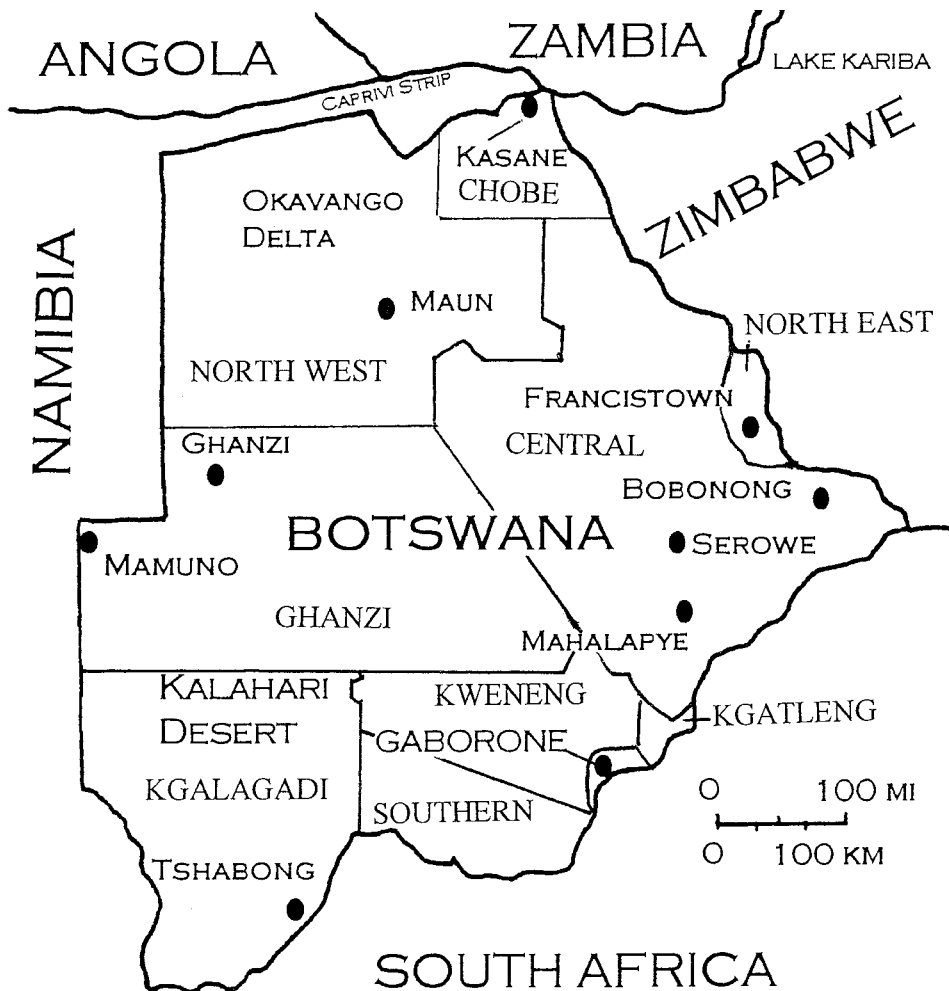 ANGOLA
ZAMBIA
LAKE KARIBA
CAPRIVI STRIP
KASANE
CHOBE
ZIMBABWE
OKAVANGO
DELTA
NAMIBIA
MAUN
NORTH EAST
NORTH WEST
FRANCISTOWN
GHANZI
CENTRAL
BOBONONG
BOTSWANA
SEROWE
MAMUNO
GHANZI
MAHALAPYE
KALAHARI
DESERT
KWENENG
KGATLENG
GABORONE
KGALAGADI
SOUTHERN
0 100 MI
0 100 KM
TSHABONG
SOUTH AFRICA